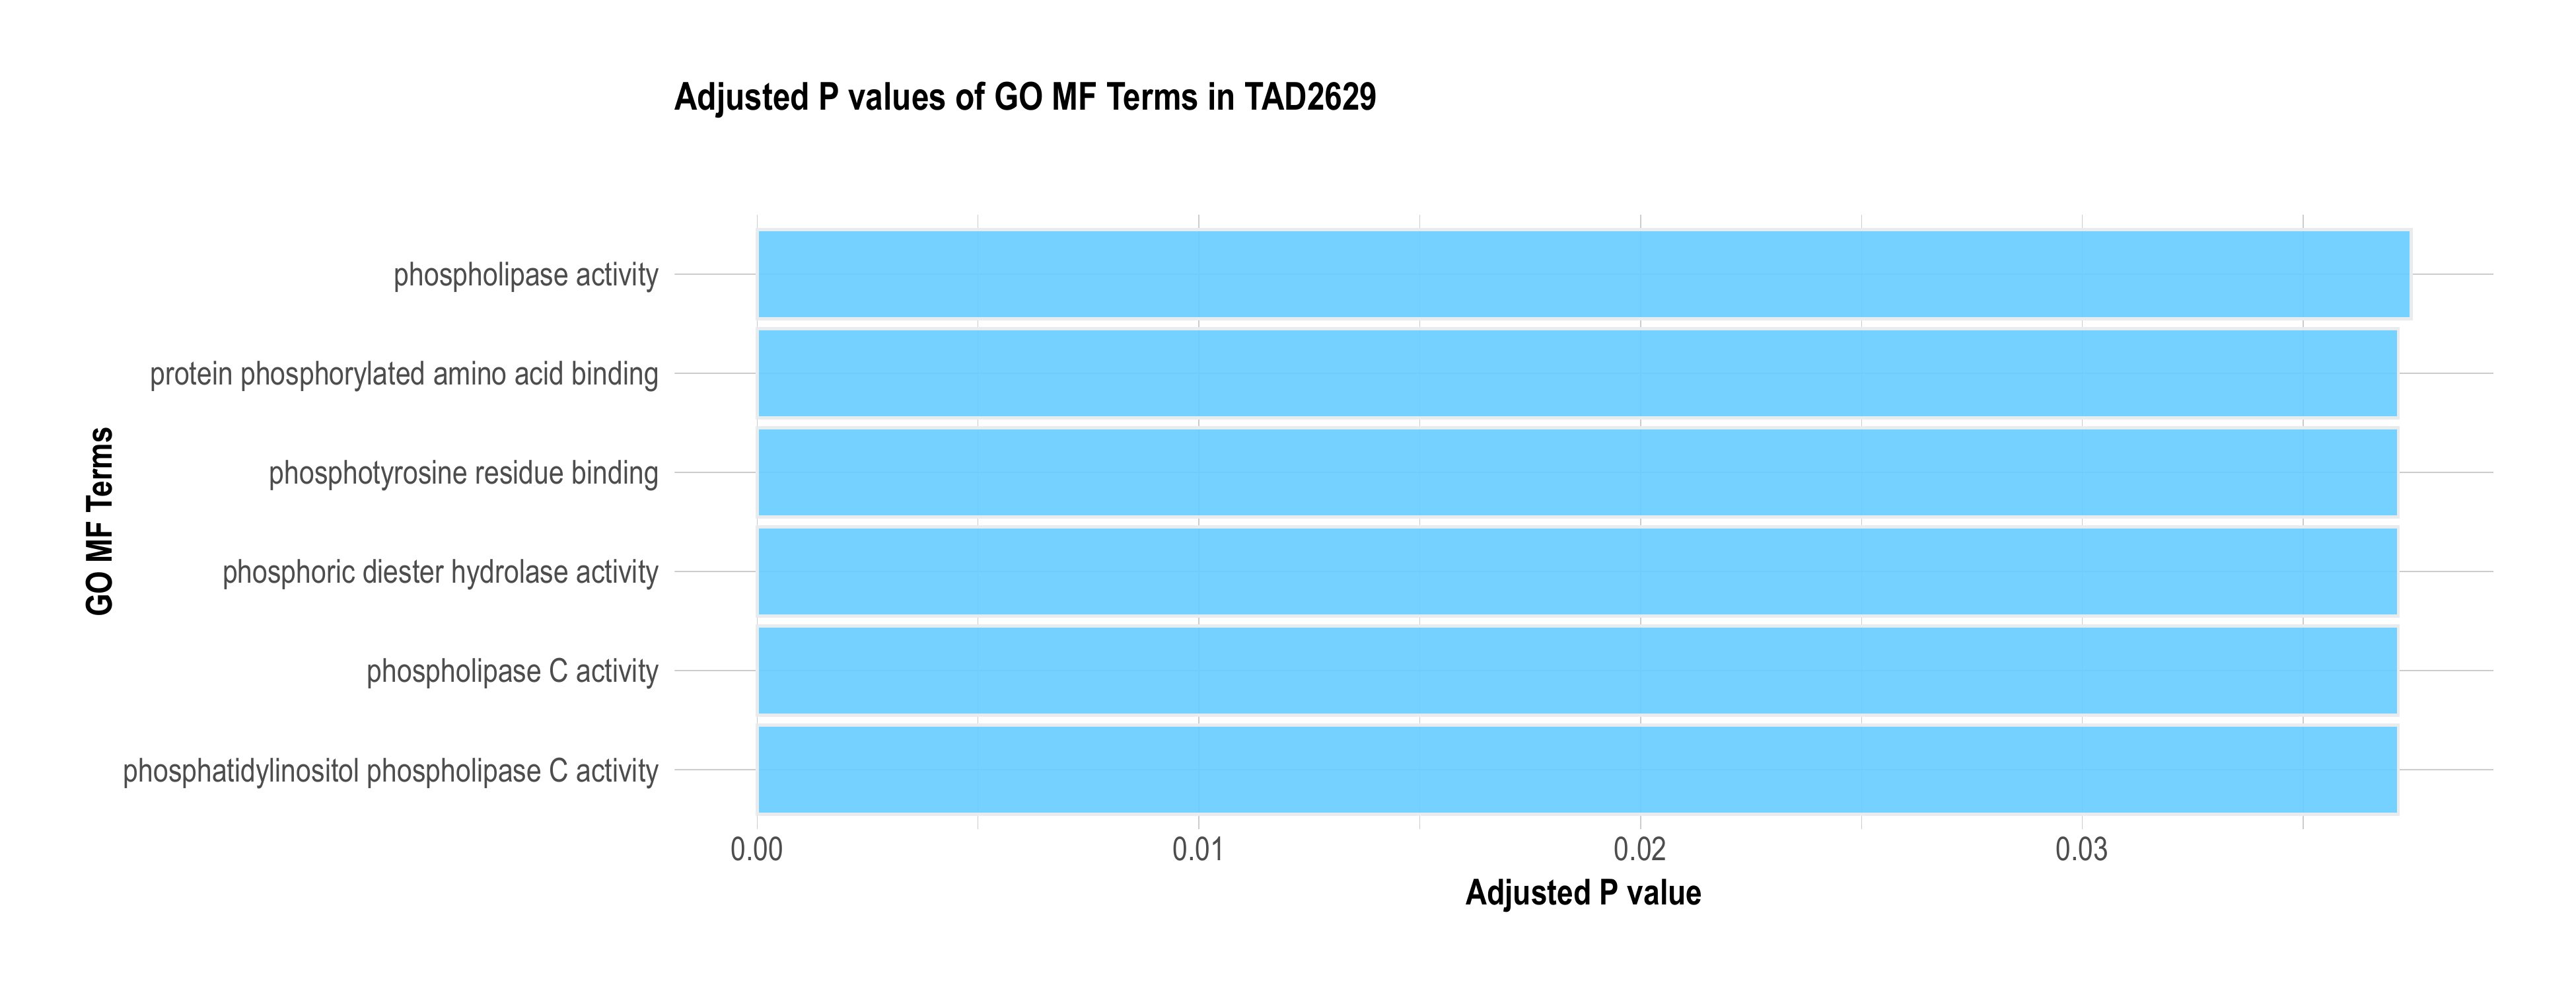 Adjusted P values of GO MF Terms in TAD2629
GO MF Terms
phospholipase activity
protein phosphorylated amino acid binding
phosphotyrosine residue binding
phosphoric diester hydrolase activity
phospholipase C activity
phosphatidylinositol phospholipase C activity
0.00 0.01 0.02 0.03
Adjusted P value